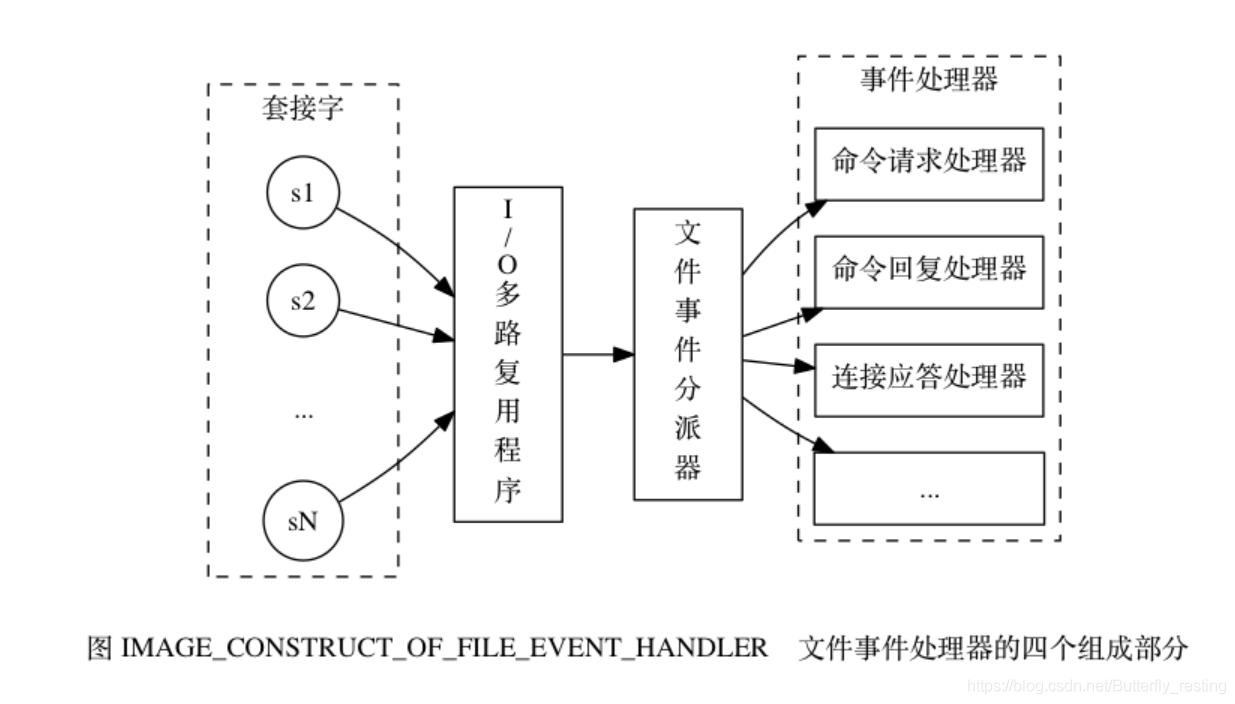 套接字
s1
s2
...
sN
I/O多路复用程序
文件事件分派器
事件处理器
命令请求处理器
命令回复处理器
连接应答处理器
...
图 IMAGE_CONSTRUCT_OF_FILE_EVENT_HANDLER 文件事件处理器的四个组成部分
https://blog.csdn.net/Butterfly_resting